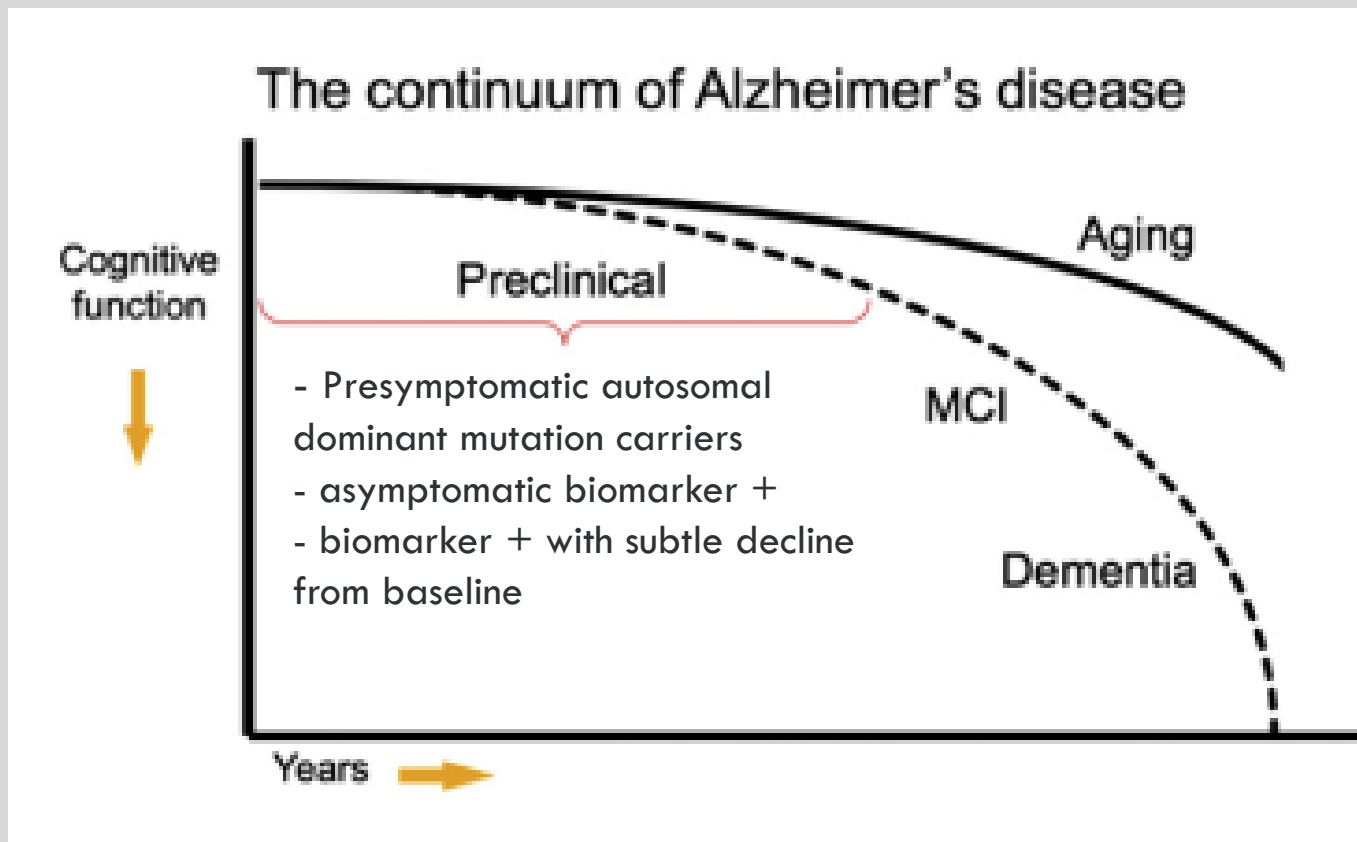 The continuum of Alzheimer's disease
Cognitive
function
Aging
Preclinical
- Presymptomatic autosomal
dominant mutation carriers
- asymptomatic biomarker +
- biomarker + with subtle decline
from baseline
MCI
Dementia
Years